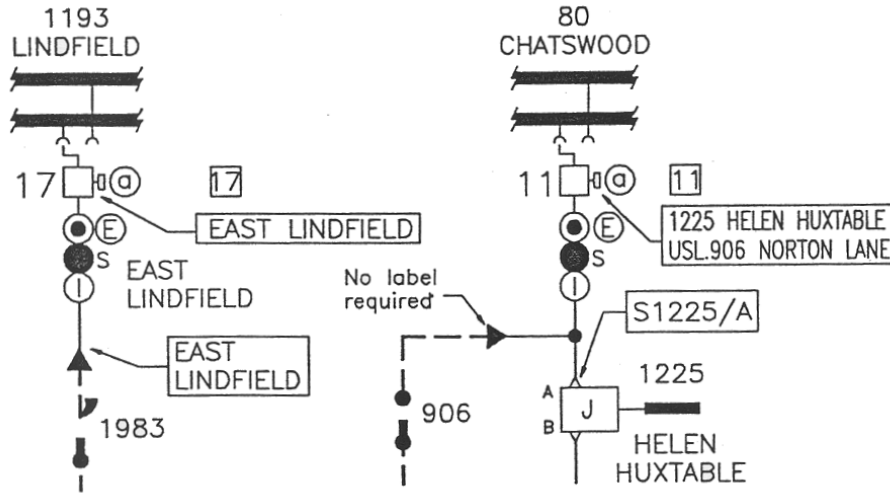 1193
LINDFIELD
17
a
17
EAST LINDFIELD
E
S
EAST
LINDFIELD
I
EAST
LINDFIELD
1983
80
CHATSWOOD
11
a
11
1225 HELEN HUXTABLE
USL.906 NORTON LANE
E
S
No label
required
I
S1225/A
906
A
J
B
1225
HELEN
HUXTABLE